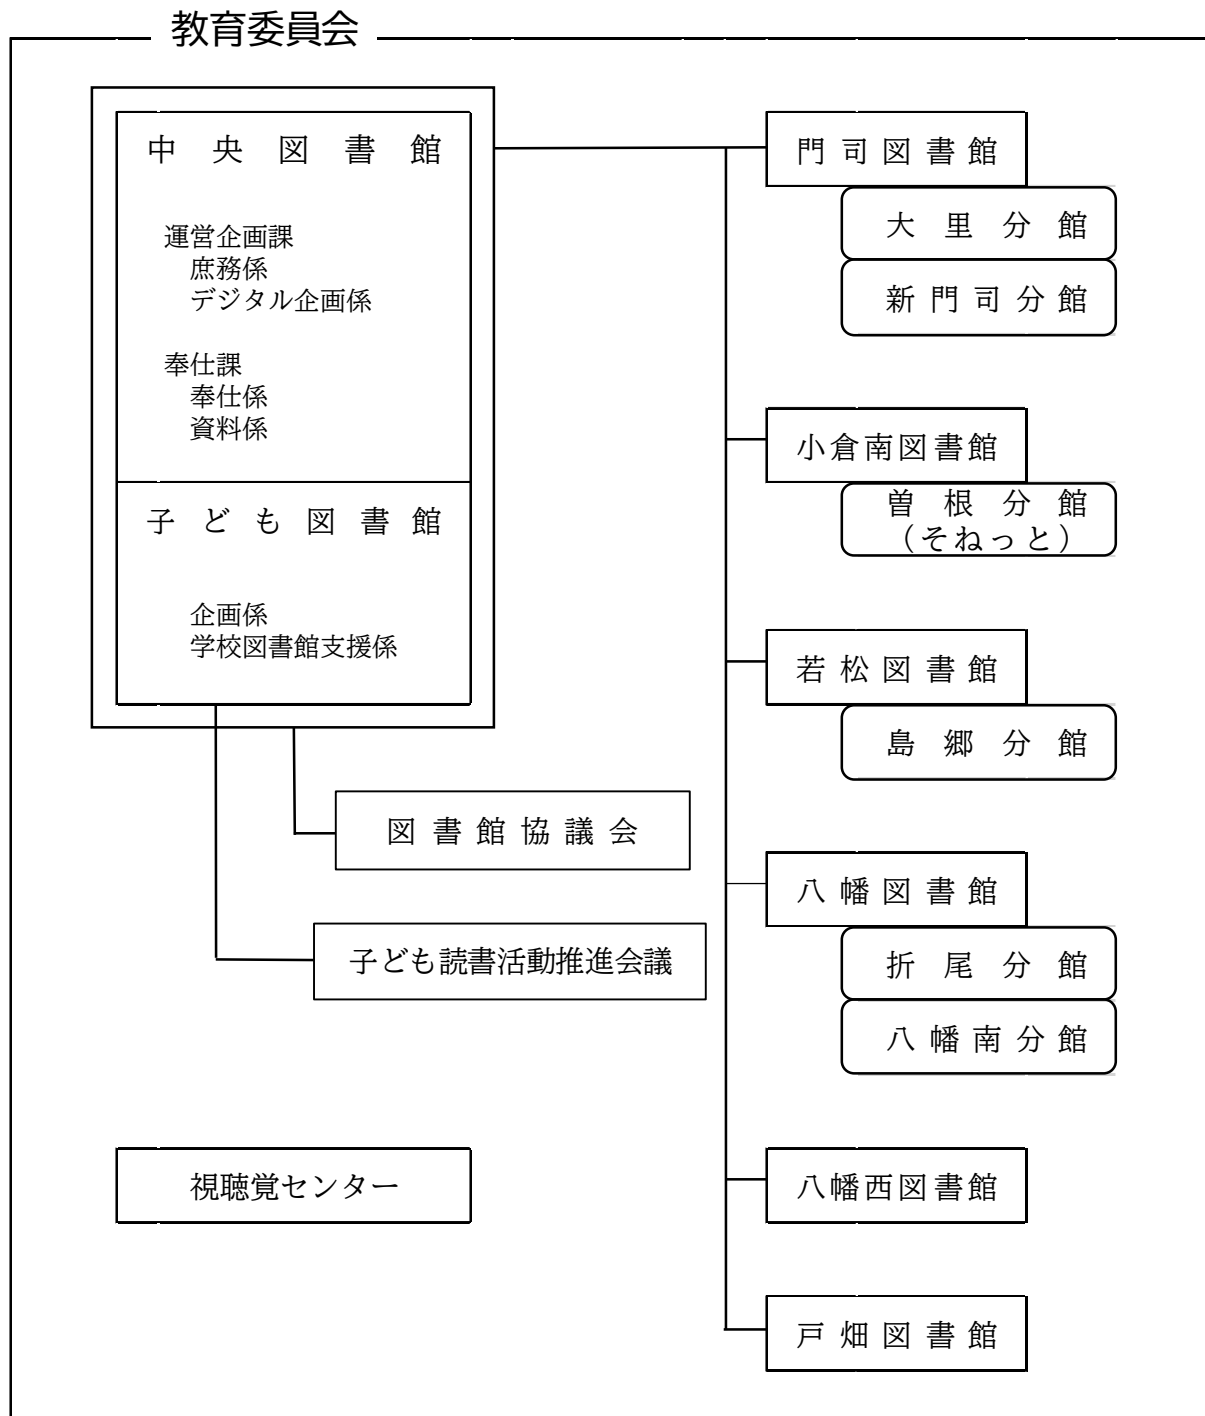 教育委員会
中央図書館
運営企画課
庶務係
デジタル企画係
奉仕課
奉仕係
資料係
子ども図書館
企画係
学校図書館支援係
図書館協議会
子ども読書活動推進会議
視聴覚センター
門司図書館
大里分館
新門司分館
小倉南図書館
曽根分館
（そねっと）
若松図書館
島郷分館
八幡図書館
折尾分館
八幡南分館
八幡西図書館
戸畑図書館